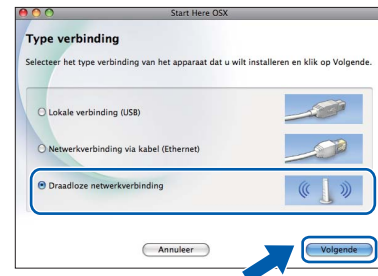 Start Here OSX
Type verbinding
Selecteer het type verbinding van het apparaat dat u wilt installeren en klik op Volgende.
Lokale verbinding (USB)
Netwerkverbinding via kabel (Ethernet)
Draadloze netwerkverbinding
Annuleer
Volgende